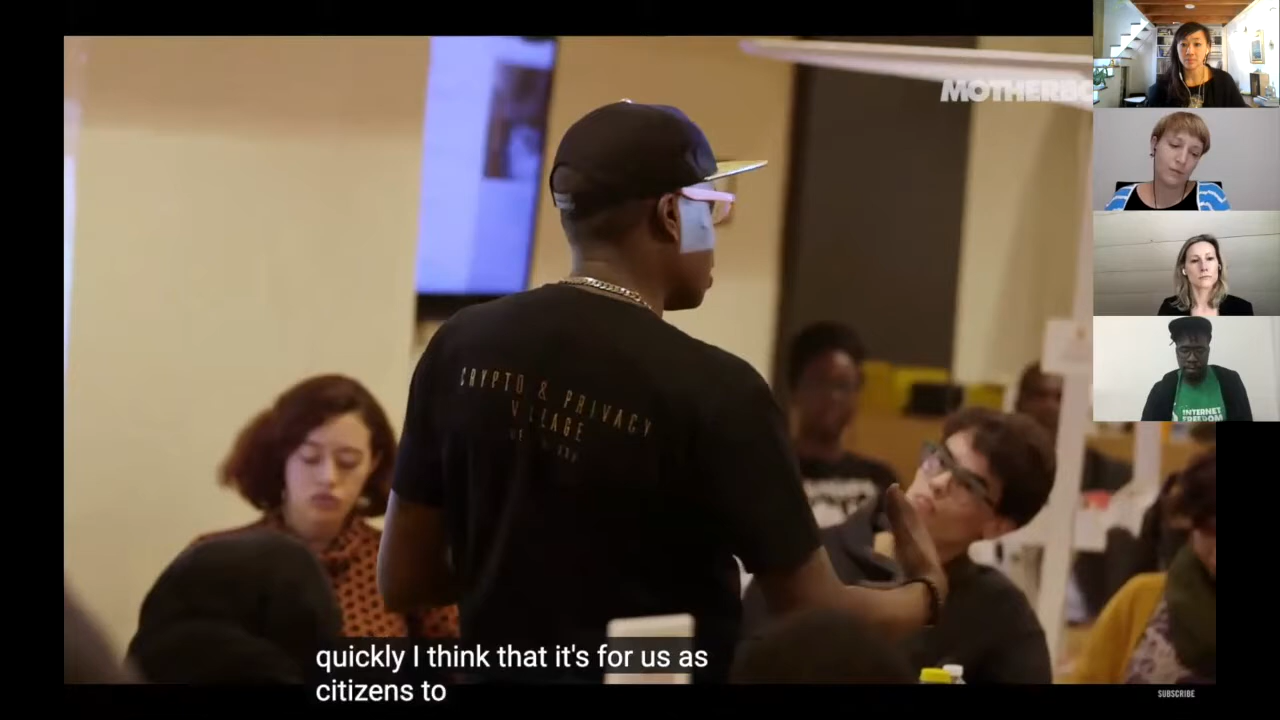 MOTHERBO
CRYPTO & PRIVACY
VILLAGE
INTERNET
FREEDOM
quickly I think that it's for us as
citizens to
SUBSCRIBE